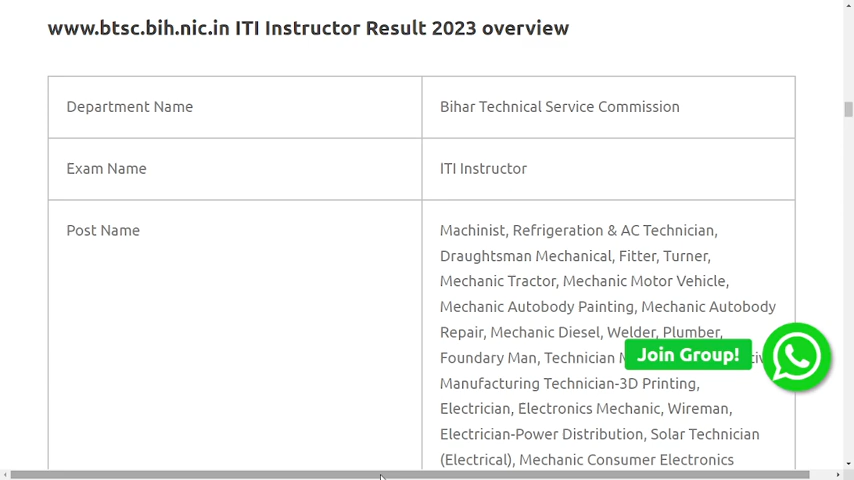 www.btsc.bih.nic.in ITI Instructor Result 2023 overview
Department Name
Bihar Technical Service Commission
Exam Name
ITI Instructor
Post Name
Machinist, Refrigeration & AC Technician,
Draughtsman Mechanical, Fitter, Turner,
Mechanic Tractor, Mechanic Motor Vehicle,
Mechanic Autobody Painting, Mechanic Autobody
Repair, Mechanic Diesel, Welder, Plumber,
Foundary Man, Technician
Join Group!
Manufacturing Technician-3D Printing,
Electrician, Electronics Mechanic, Wireman,
Electrician-Power Distribution, Solar Technician
(Electrical), Mechanic Consumer Electronics